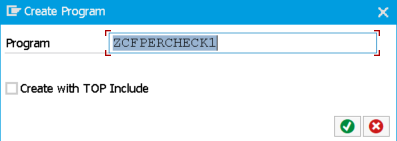 Create Program
Program ZCFPERCHECK1
Create with TOP Include